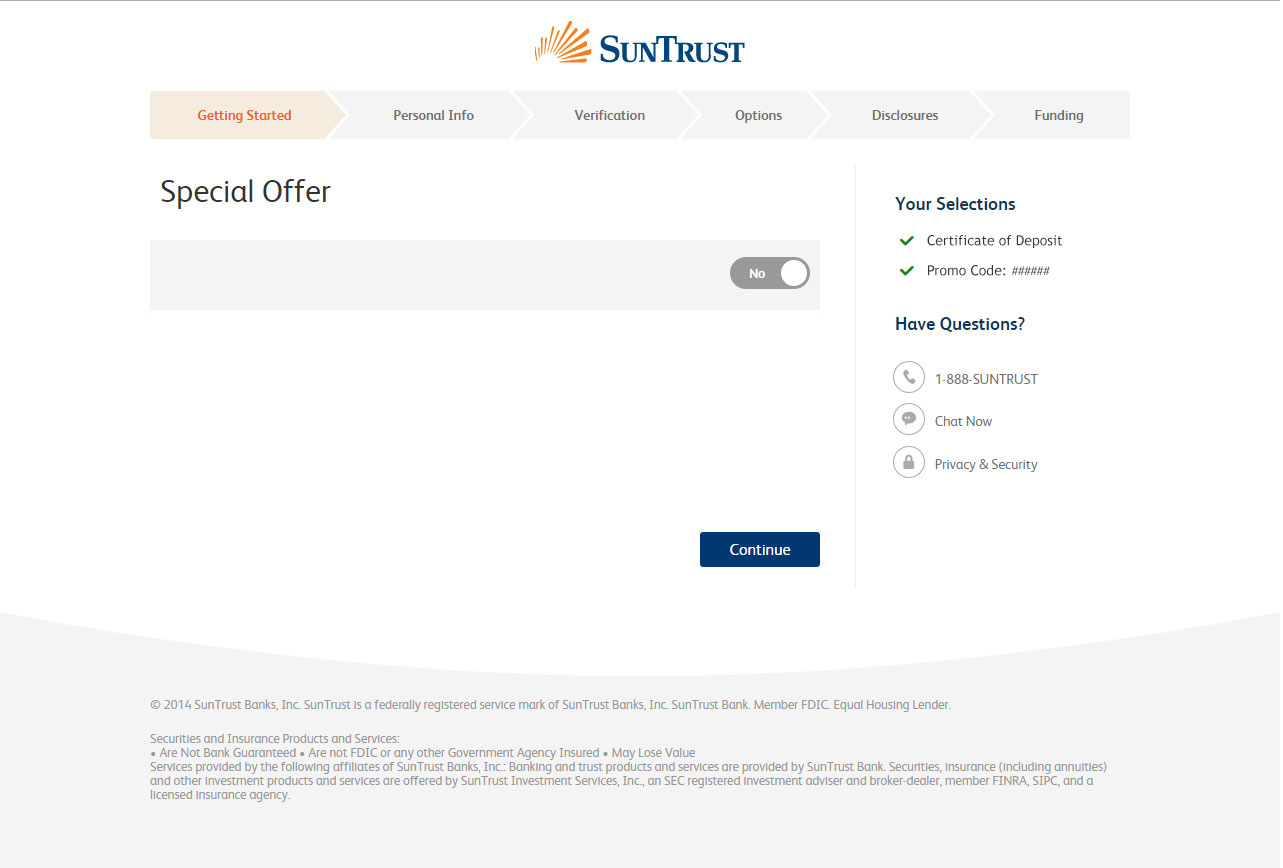 SUNTRUST
Getting Started
Personal Info
Verification
Options
Disclosures
Funding
Special Offer
No
Your Selections
Certificate of Deposit
Promo Code: ######
Have Questions?
1-888-SUNTRUST
Chat Now
Privacy & Security
Continue
© 2014 SunTrust Banks, Inc. SunTrust is a federally registered service mark of SunTrust Banks, Inc. SunTrust Bank. Member FDIC. Equal Housing Lender.
Securities and Insurance Products and Services:
• Are Not Bank Guaranteed • Are not FDIC or any other Government Agency Insured • May Lose Value
Services provided by the following affiliates of SunTrust Banks, Inc.: Banking and trust products and services are provided by SunTrust Bank. Securities, insurance (including annuities)
and other investment products and services are offered by SunTrust Investment Services, Inc., an SEC registered investment adviser and broker-dealer, member FINRA, SIPC, and a
licensed insurance agency.